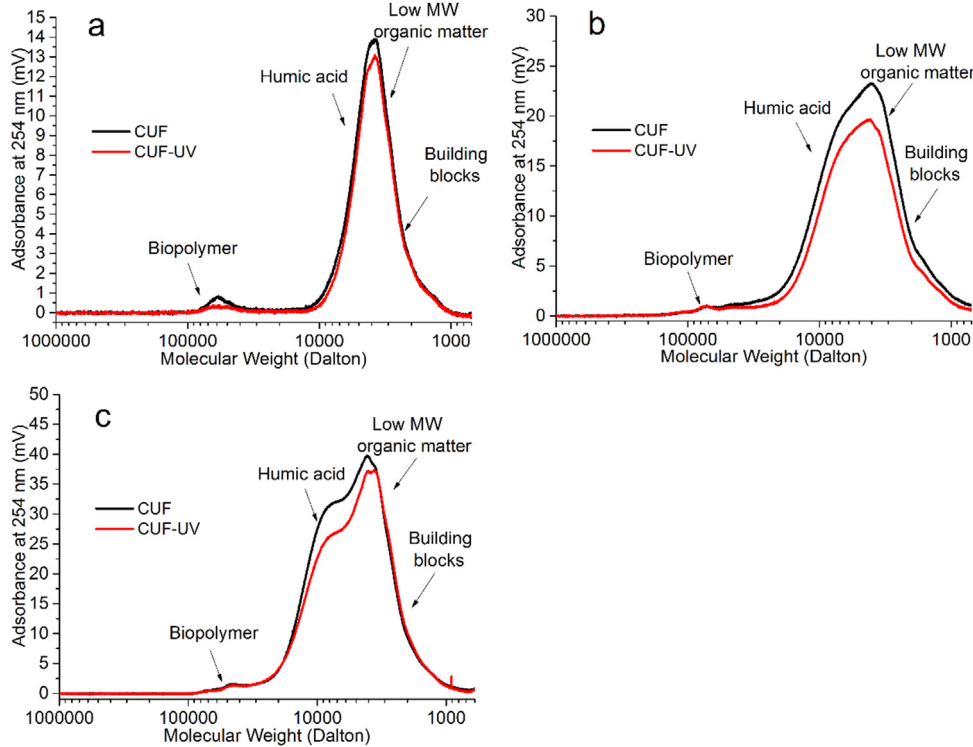 a
Low MW
organic matter
Humic acid
CUF
CUF-UV
Building
blocks
Biopolymer
Adsorbance at 254 nm (mV)
15
14
13
12
11
10
9
8
7
6
5
4
3
2
1
0
1000000 100000 10000 1000
Molecular Weight (Dalton)
b
Low MW
organic matter
Humic acid
CUF
CUF-UV
Building
blocks
Biopolymer
Adsorbance at 254 nm (mV)
30
25
20
15
10
5
0
1000000 100000 10000 1000
Molecular Weight (Dalton)
c
Low MW
organic matter
Humic acid
CUF
CUF-UV
Building
blocks
Biopolymer
Adsorbance at 254 nm (mV)
50
45
40
35
30
25
20
15
10
5
0
1000000 100000 10000 1000
Molecular Weight (Dalton)